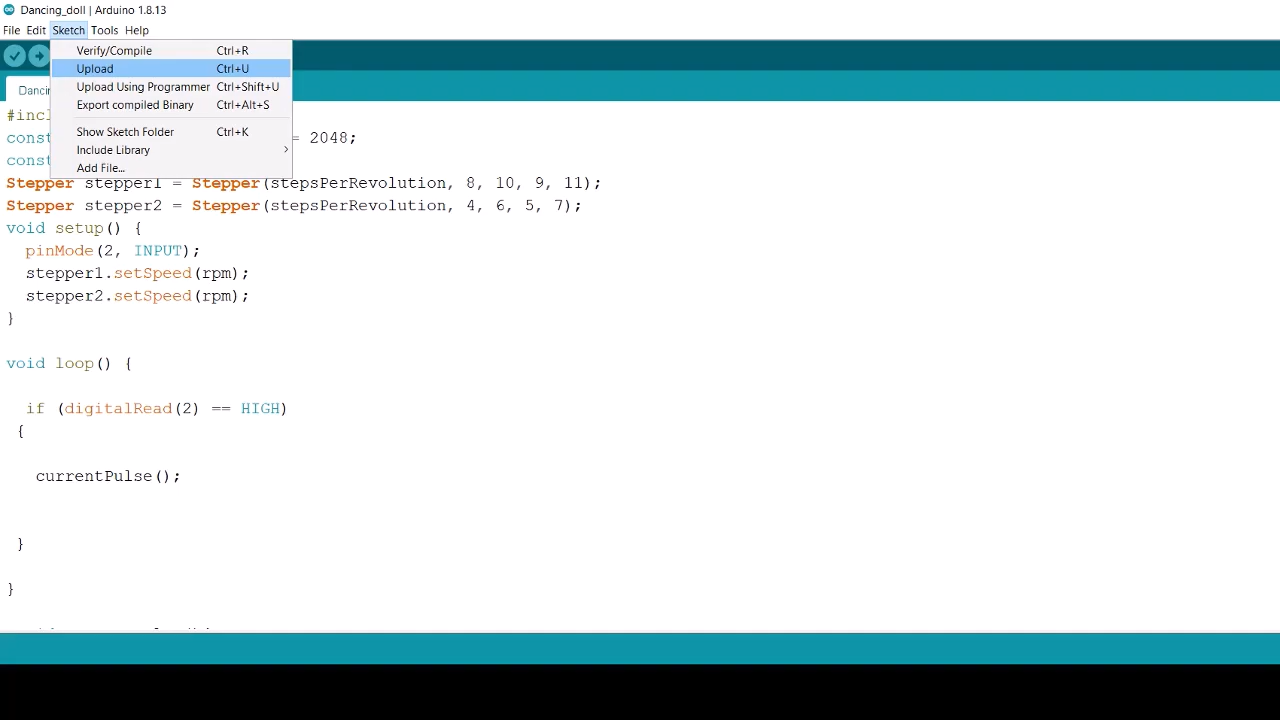 Dancing_doll | Arduino 1.8.13
File Edit Sketch Tools Help
Verify/Compile Ctrl+R
Upload Ctrl+U
Upload Using Programmer Ctrl+Shift+U
Export compiled Binary Ctrl+Alt+S
Show Sketch Folder Ctrl+K
Include Library
Add File...
Dancin
#incl
const = 2048;
const
Stepper stepper1 = Stepper(stepsPerRevolution, 8, 10, 9, 11);
Stepper stepper2 = Stepper(stepsPerRevolution, 4, 6, 5, 7);
void setup() {
pinMode(2, INPUT);
stepper1.setSpeed(rpm);
stepper2.setSpeed(rpm);
}
void loop() {
if (digitalRead(2) == HIGH)
{
currentPulse();
}
}